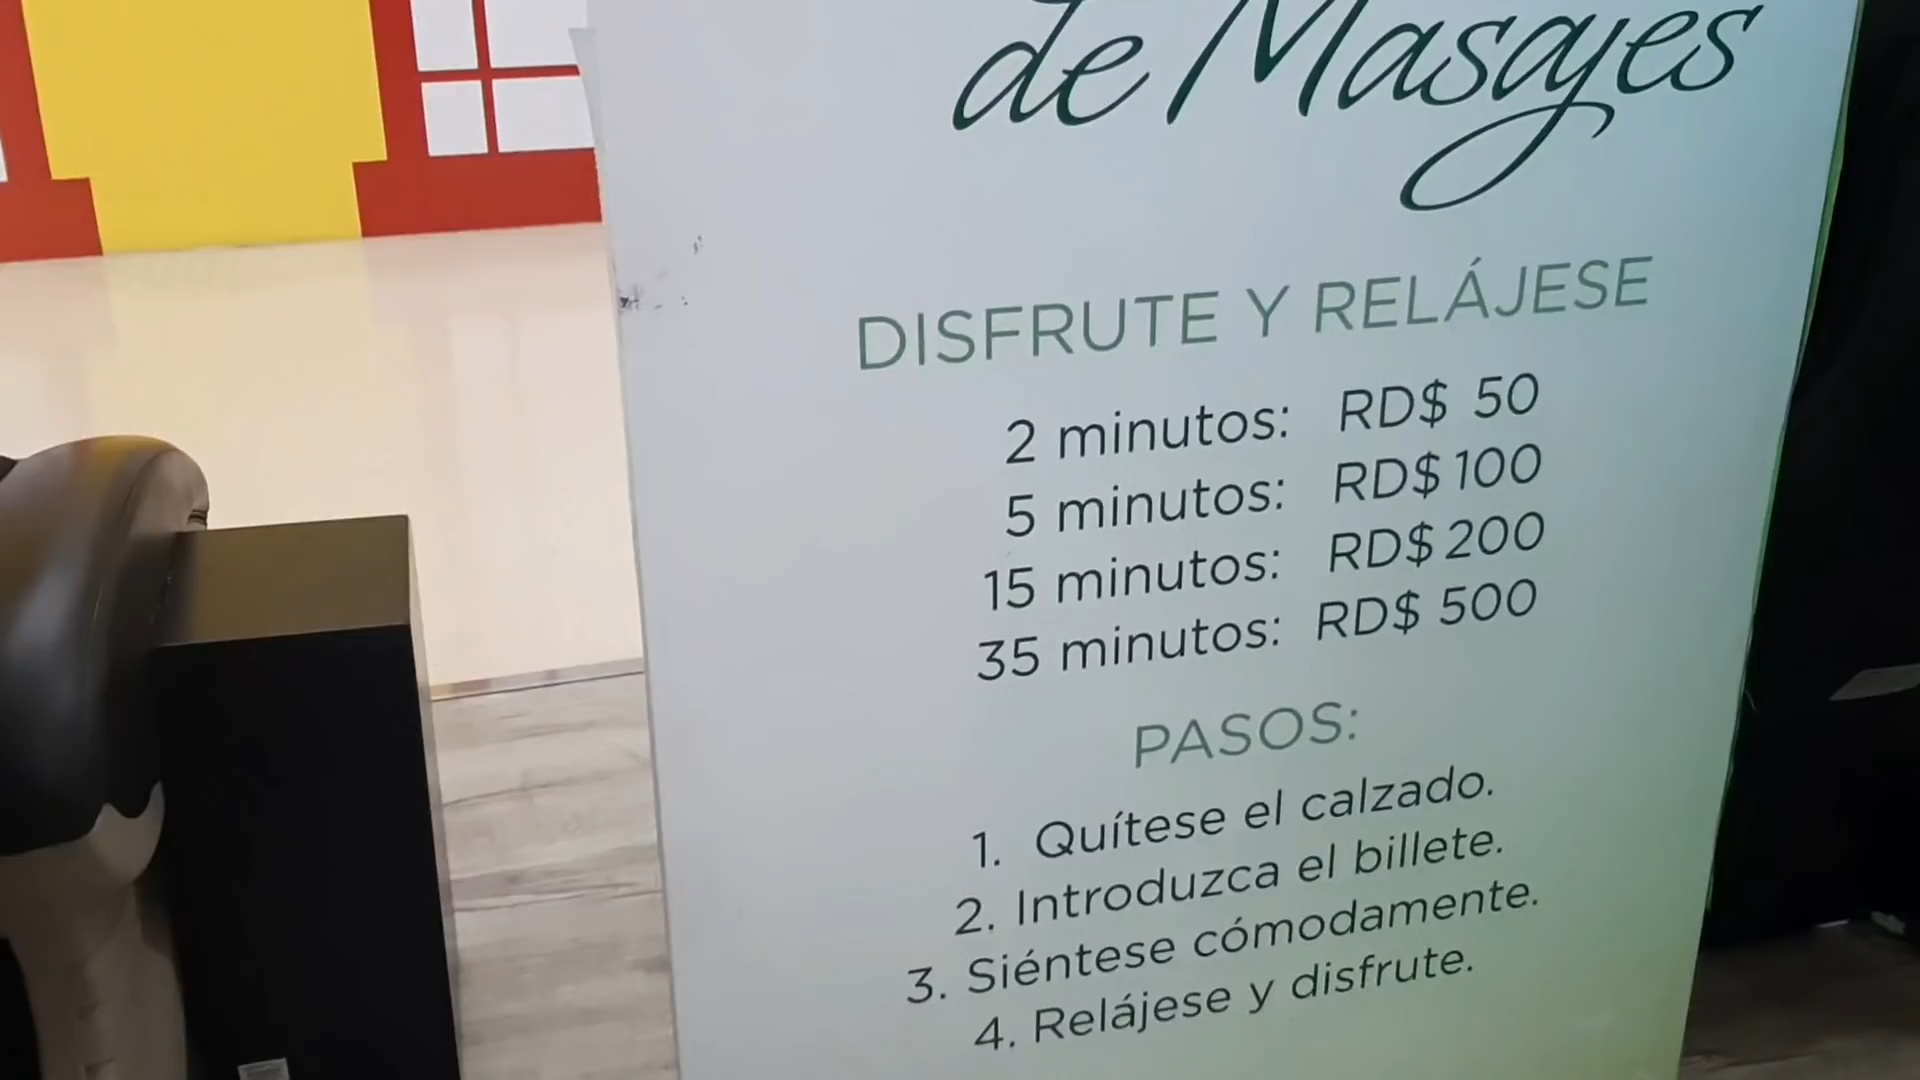 de Masajes
DISFRUTE Y RELÁJESE
2 minutos: RD$ 50
5 minutos: RD$ 100
15 minutos: RD$ 200
35 minutos: RD$ 500
PASOS:
1. Quítese el calzado.
2. Introduzca el billete.
3. Siéntese cómodamente.
4. Relájese y disfrute.